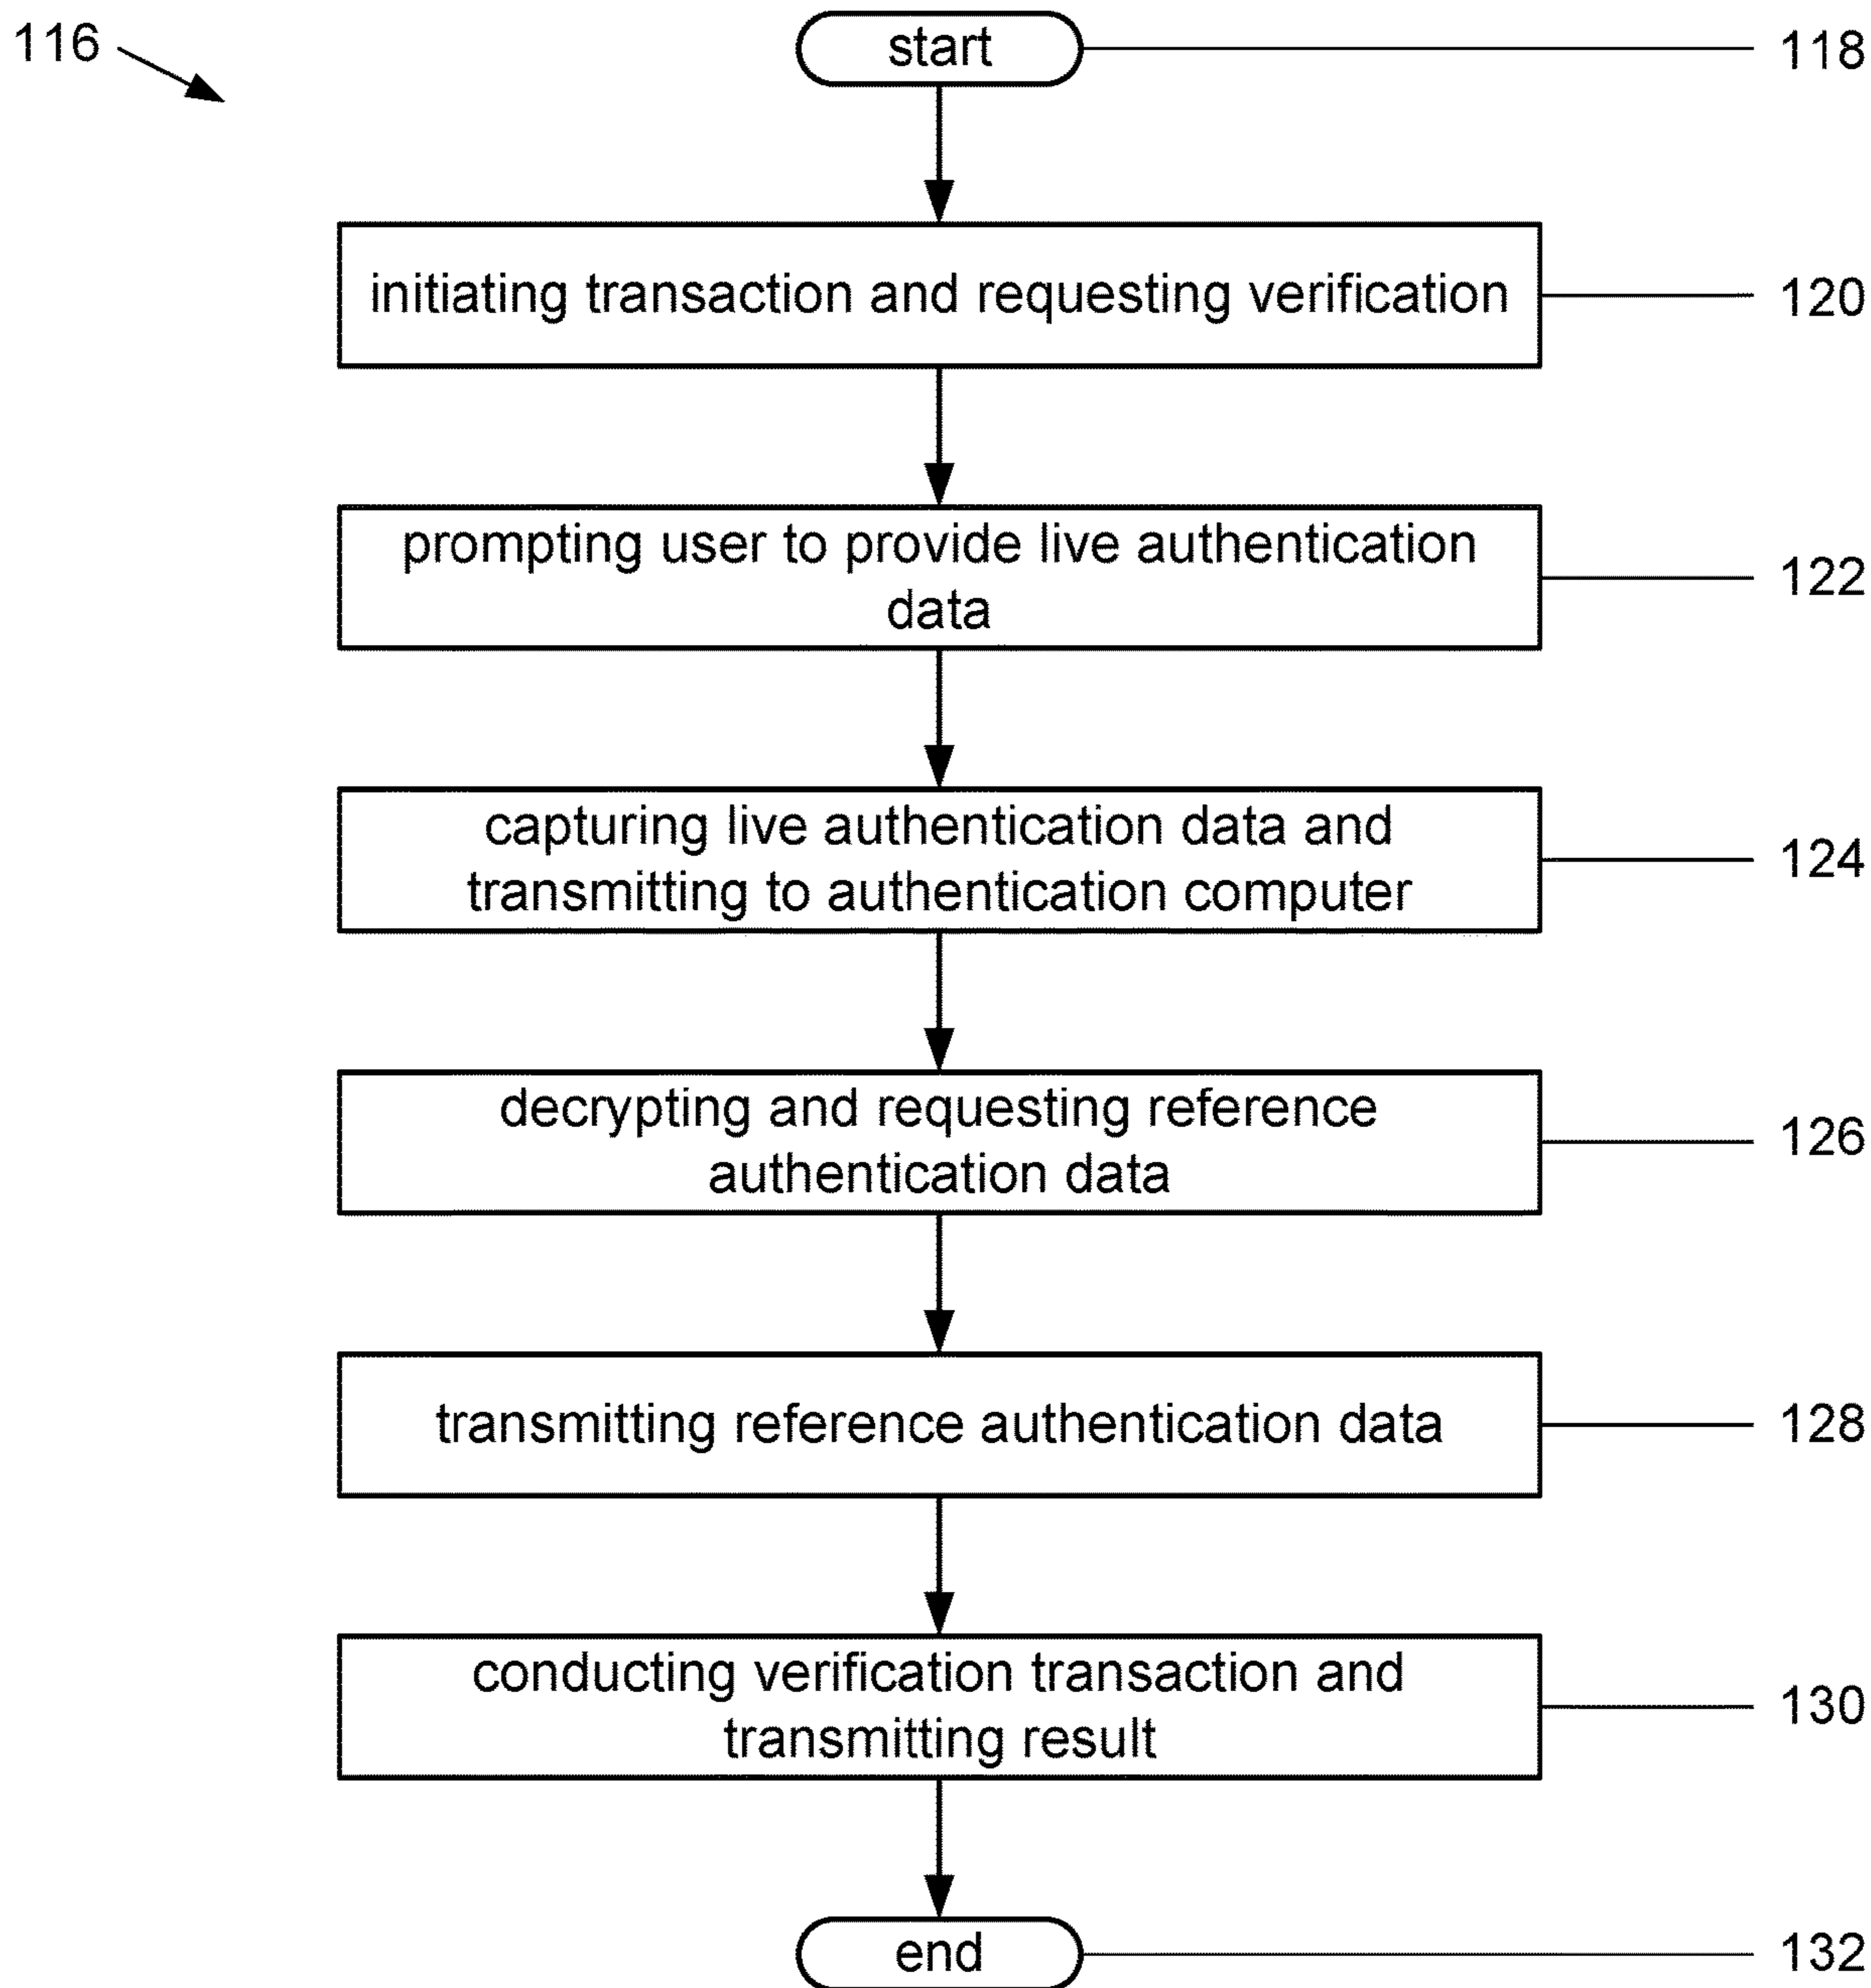 116
start
118
initiating transaction and requesting verification
120
prompting user to provide live authentication
data
122
capturing live authentication data and
transmitting to authentication computer
124
decrypting and requesting reference
authentication data
126
transmitting reference authentication data
128
conducting verification transaction and
transmitting result
130
end
132